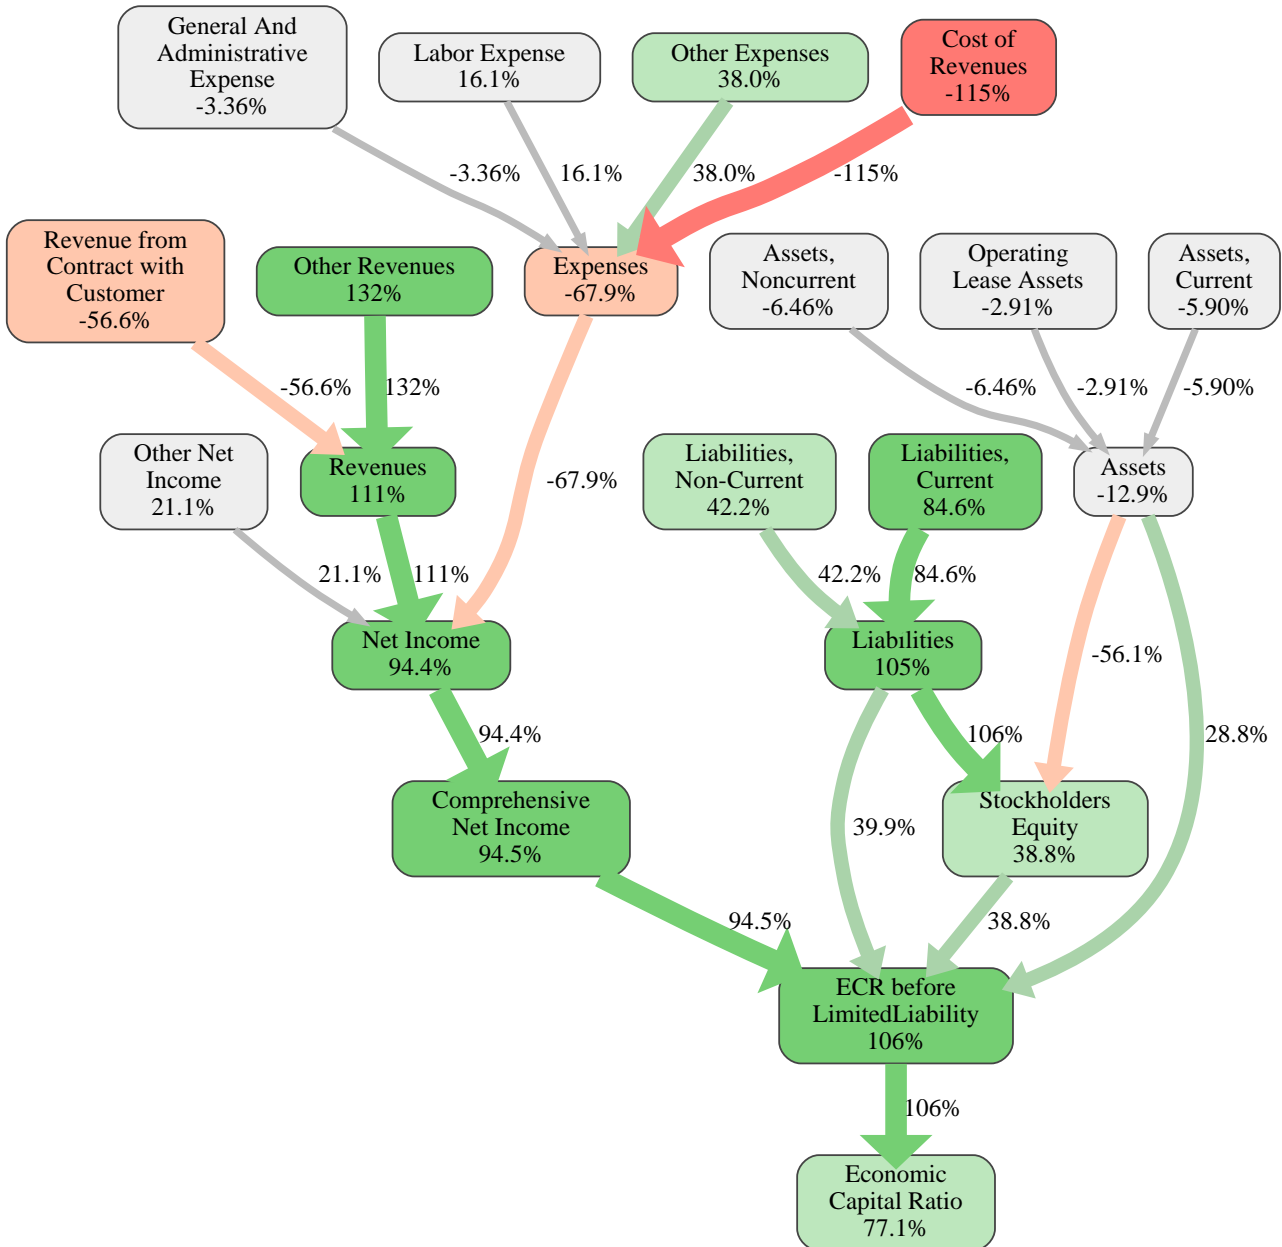 General And
Administrative
Expense
-3.36%
Labor Expense
16.1%
Other Expenses
38.0%
Cost of
Revenues
-115%
-3.36%
16.1%
38.0%
-115%
Revenue from
Contract with
Customer
-56.6%
Other Revenues
132%
Expenses
-67.9%
Assets,
Noncurrent
-6.46%
Operating
Lease Assets
-2.91%
Assets,
Current
-5.90%
-56.6%
132%
-67.9%
-6.46%
-2.91%
-5.90%
Other Net
Income
21.1%
Revenues
111%
Liabilities,
Non-Current
42.2%
Liabilities,
Current
84.6%
Assets
-12.9%
21.1%
111%
42.2%
84.6%
-56.1%
28.8%
Net Income
94.4%
Liabilities
105%
94.4%
106%
39.9%
Comprehensive
Net Income
94.5%
Stockholders
Equity
38.8%
94.5%
38.8%
ECR before
LimitedLiability
106%
106%
Economic
Capital Ratio
77.1%